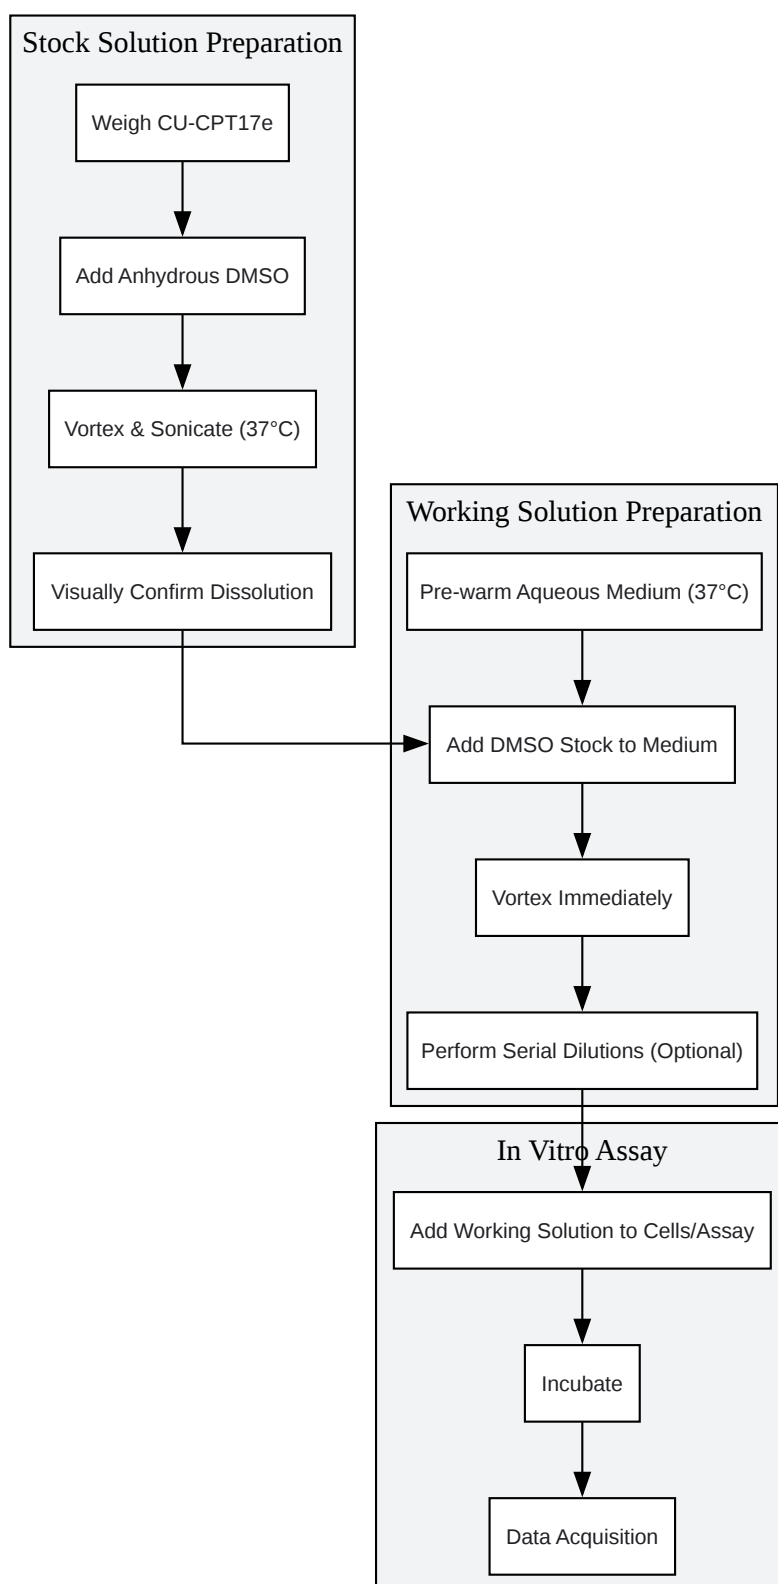 Stock Solution Preparation
Weigh CU-CPT17e
Add Anhydrous DMSO
Vortex & Sonicate (37°C)
Visually Confirm Dissolution
Working Solution Preparation
Pre-warm Aqueous Medium (37°C)
Add DMSO Stock to Medium
Vortex Immediately
Perform Serial Dilutions (Optional)
In Vitro Assay
Add Working Solution to Cells/Assay
Incubate
Data Acquisition